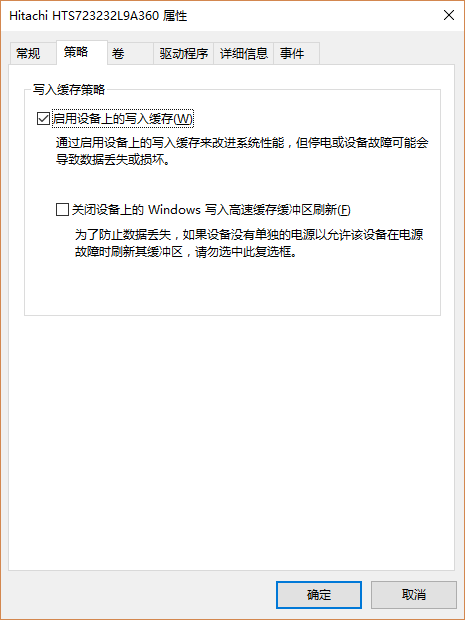 Hitachi HTS723232L9A360 属性
常规 策略 卷 驱动程序 详细信息 事件
写入缓存策略
启用设备上的写入缓存(W)
通过启用设备上的写入缓存来改进系统性能，但停电或设备故障可能会
导致数据丢失或损坏。
关闭设备上的 Windows 写入高速缓存缓冲区刷新(F)
为了防止数据丢失，如果设备没有单独的电源以允许该设备在电源
故障时刷新其缓冲区，请勿选中此复选框。
确定 取消